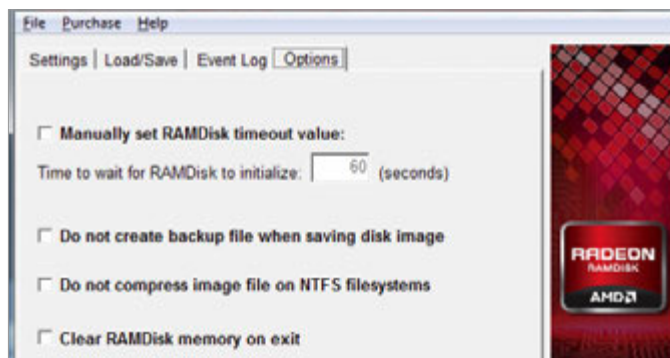 File Purchase Help
Settings Load/Save Event Log Options
Manually set RAMDisk timeout value:
Time to wait for RAMDisk to initialize: 60 (seconds)
Do not create backup file when saving disk image
Do not compress image file on NTFS filesystems
Clear RAMDisk memory on exit
RADEON
RAMDISK
AMD